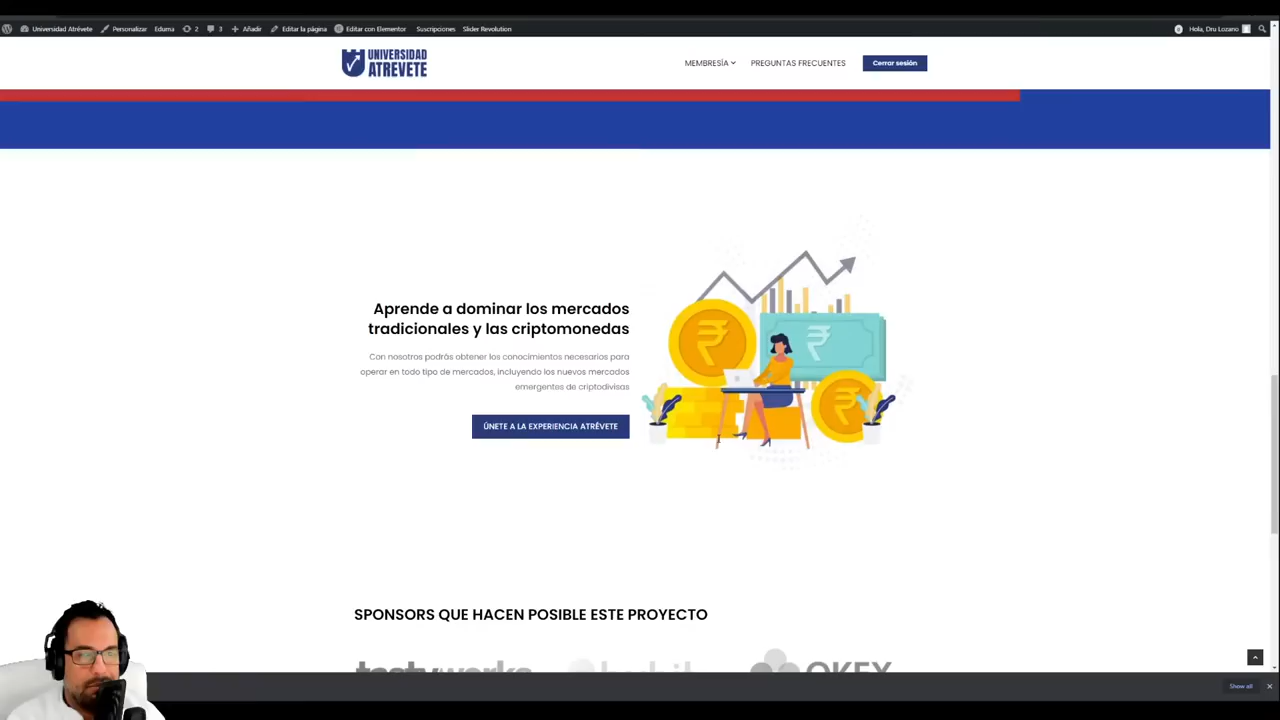 Universidad Atrévete Personalizar Eduma 2 3 Añadir Editar la página Editar con Elementor Suscripciones Slider Revolution Hola, Dru Lozano
UNIVERSIDAD
ATREVETE
MEMBRESÍA PREGUNTAS FRECUENTES Cerrar sesión
Aprende a dominar los mercados
tradicionales y las criptomonedas
Con nosotros podrás obtener los conocimientos necesarios para
operar en todo tipo de mercados, incluyendo los nuevos mercados
emergentes de criptodivisas
ÚNETE A LA EXPERIENCIA ATRÉVETE
SPONSORS QUE HACEN POSIBLE ESTE PROYECTO
tastyworks OKEX
Show all